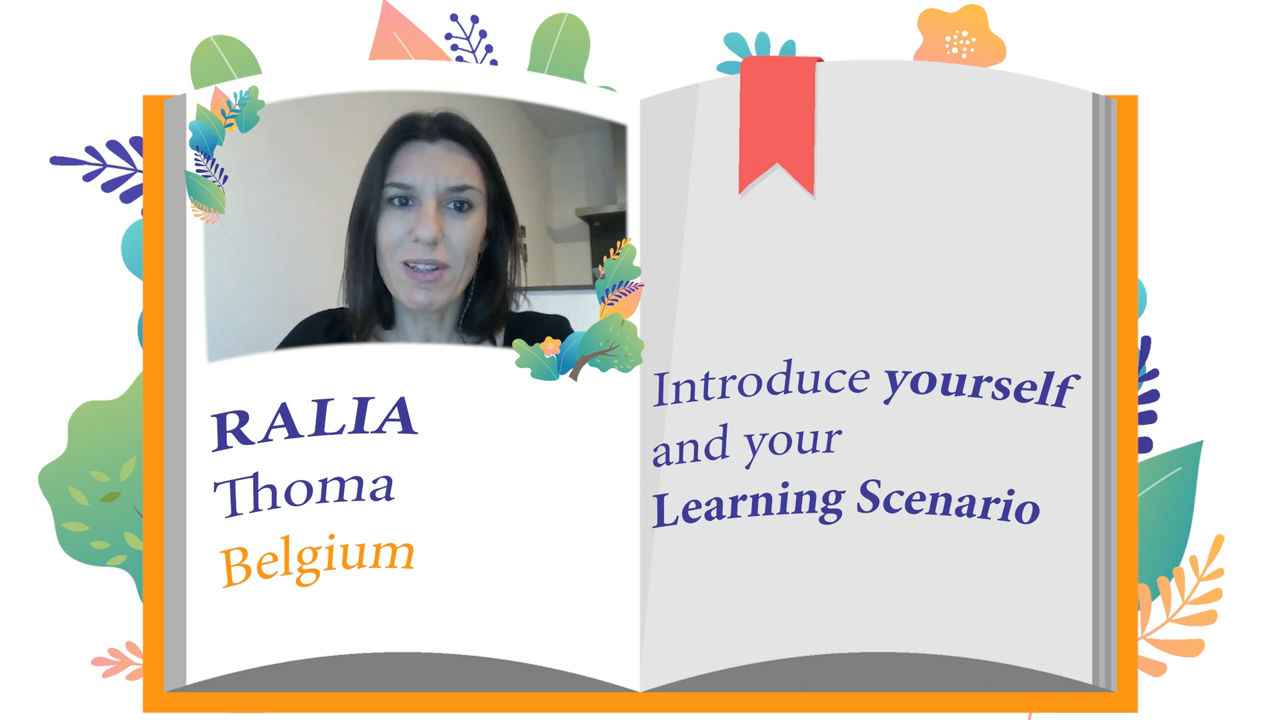 RALIA
Thoma
Belgium
Introduce yourself
and your
Learning Scenario